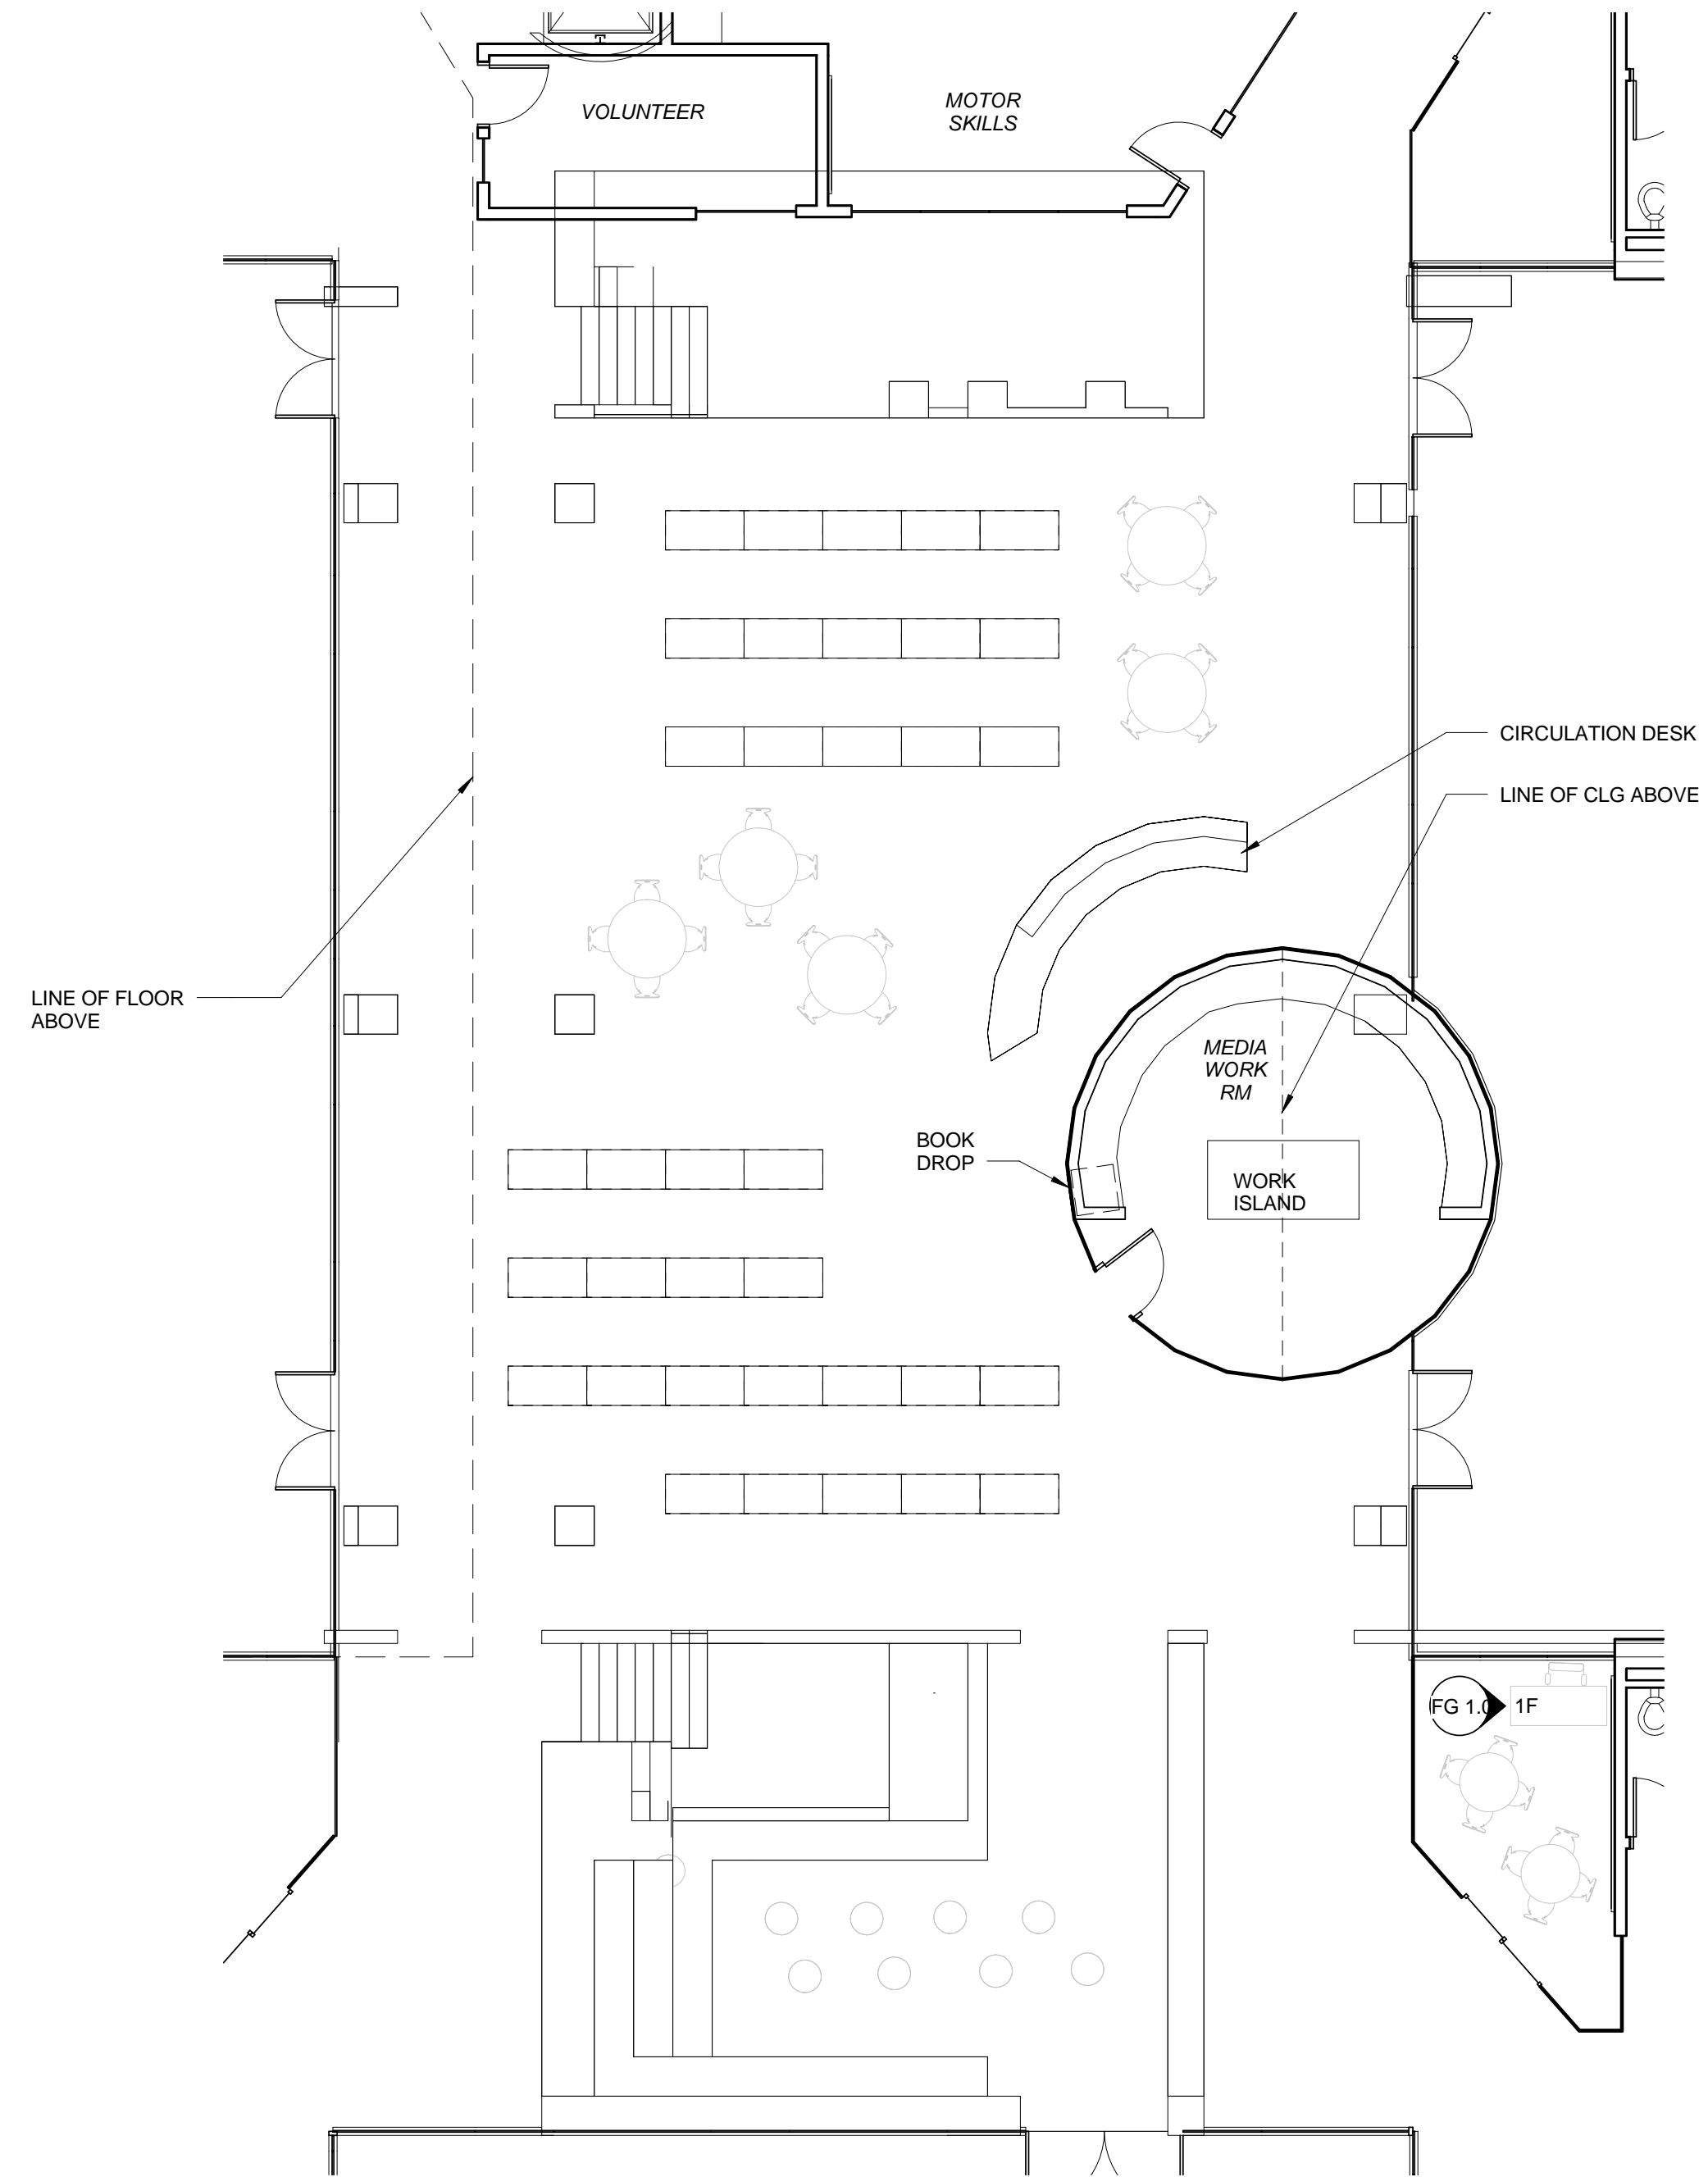 VOLUNTEER
MOTOR
SKILLS
CIRCULATION DESK
LINE OF CLG ABOVE
LINE OF FLOOR
ABOVE
MEDIA
WORK
RM
BOOK
DROP
WORK
ISLAND
FG 1.0
1F